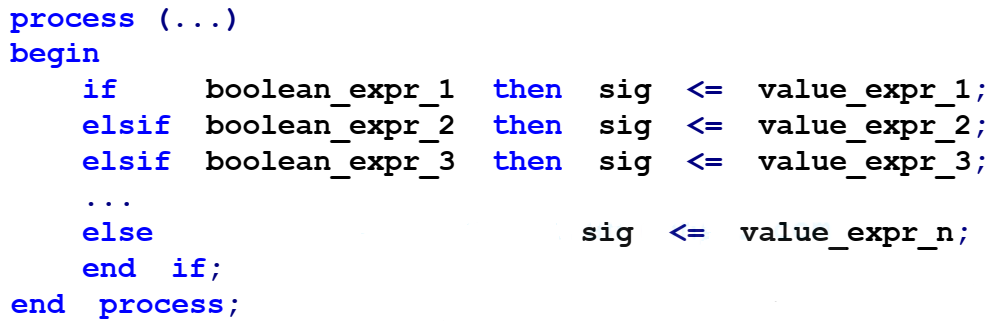 process (...)
begin
if boolean_expr_1 then sig <= value_expr_1;
elsif boolean_expr_2 then sig <= value_expr_2;
elsif boolean_expr_3 then sig <= value_expr_3;
...
else sig <= value_expr_n;
end if;
end process;